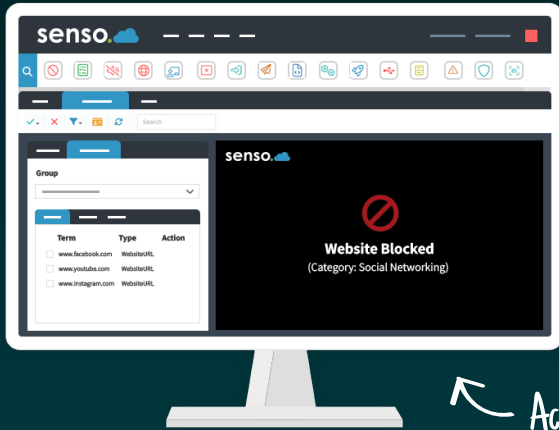 senso.
Search
Group
Term Type Action
www.facebook.com WebsiteURL
www.youtube.com WebsiteURL
www.instagram.com WebsiteURL
senso.
Website Blocked
(Category: Social Networking)